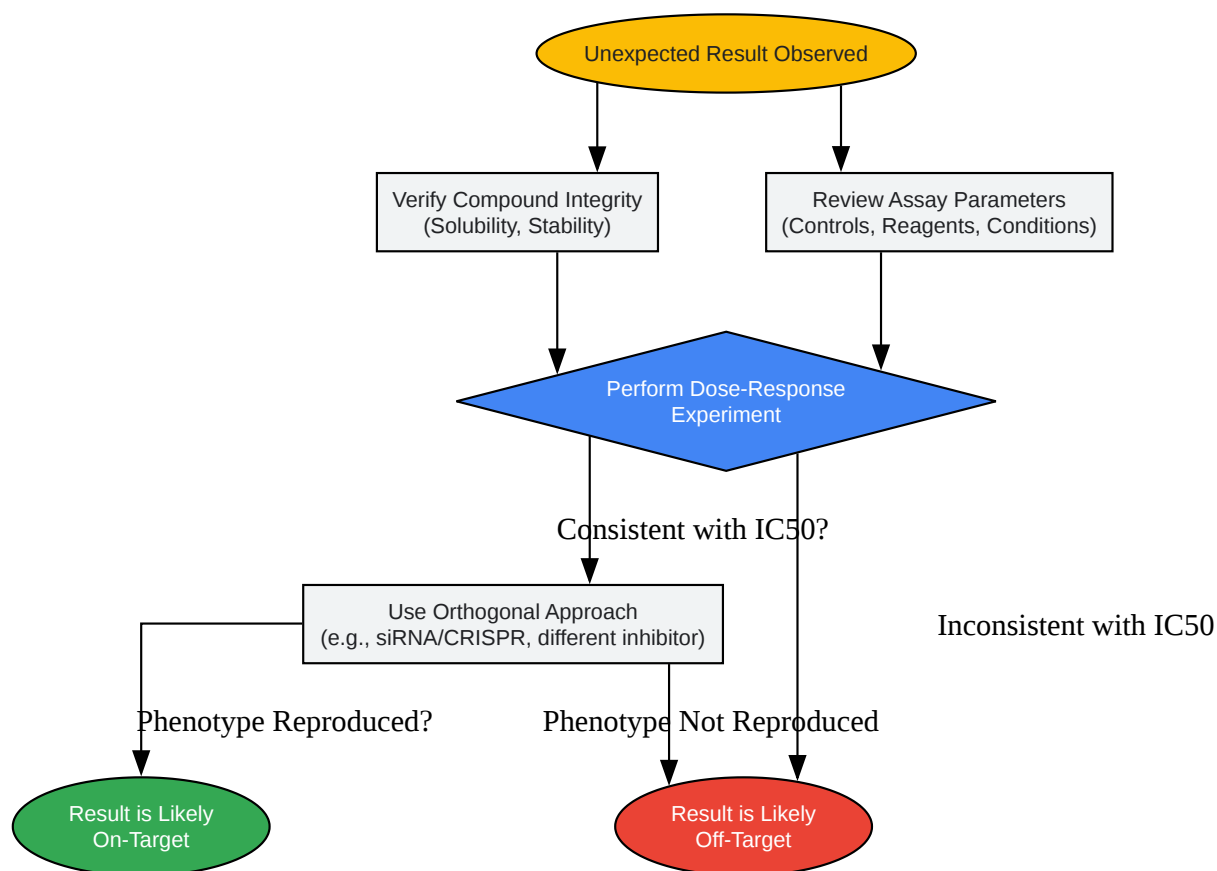 Unexpected Result Observed
Verify Compound Integrity
(Solubility, Stability)
Review Assay Parameters
(Controls, Reagents, Conditions)
Perform Dose-Response
Experiment
Consistent with IC50?
Use Orthogonal Approach
(e.g., siRNA/CRISPR, different inhibitor)
Inconsistent with IC50
Phenotype Reproduced?
Phenotype Not Reproduced
Result is Likely
On-Target
Result is Likely
Off-Target